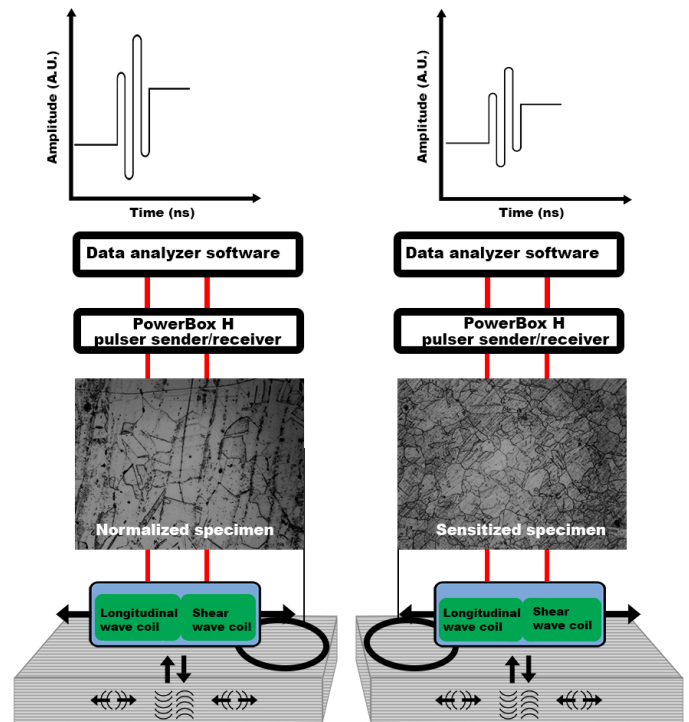 Amplitude (A.U.)
Time (ns)
Data analyzer software
PowerBox H
pulser sender/receiver
Normalized specimen
Longitudinal
wave coil
Shear
wave coil
Amplitude (A.U.)
Time (ns)
Data analyzer software
PowerBox H
pulser sender/receiver
Sensitized specimen
Longitudinal
wave coil
Shear
wave coil